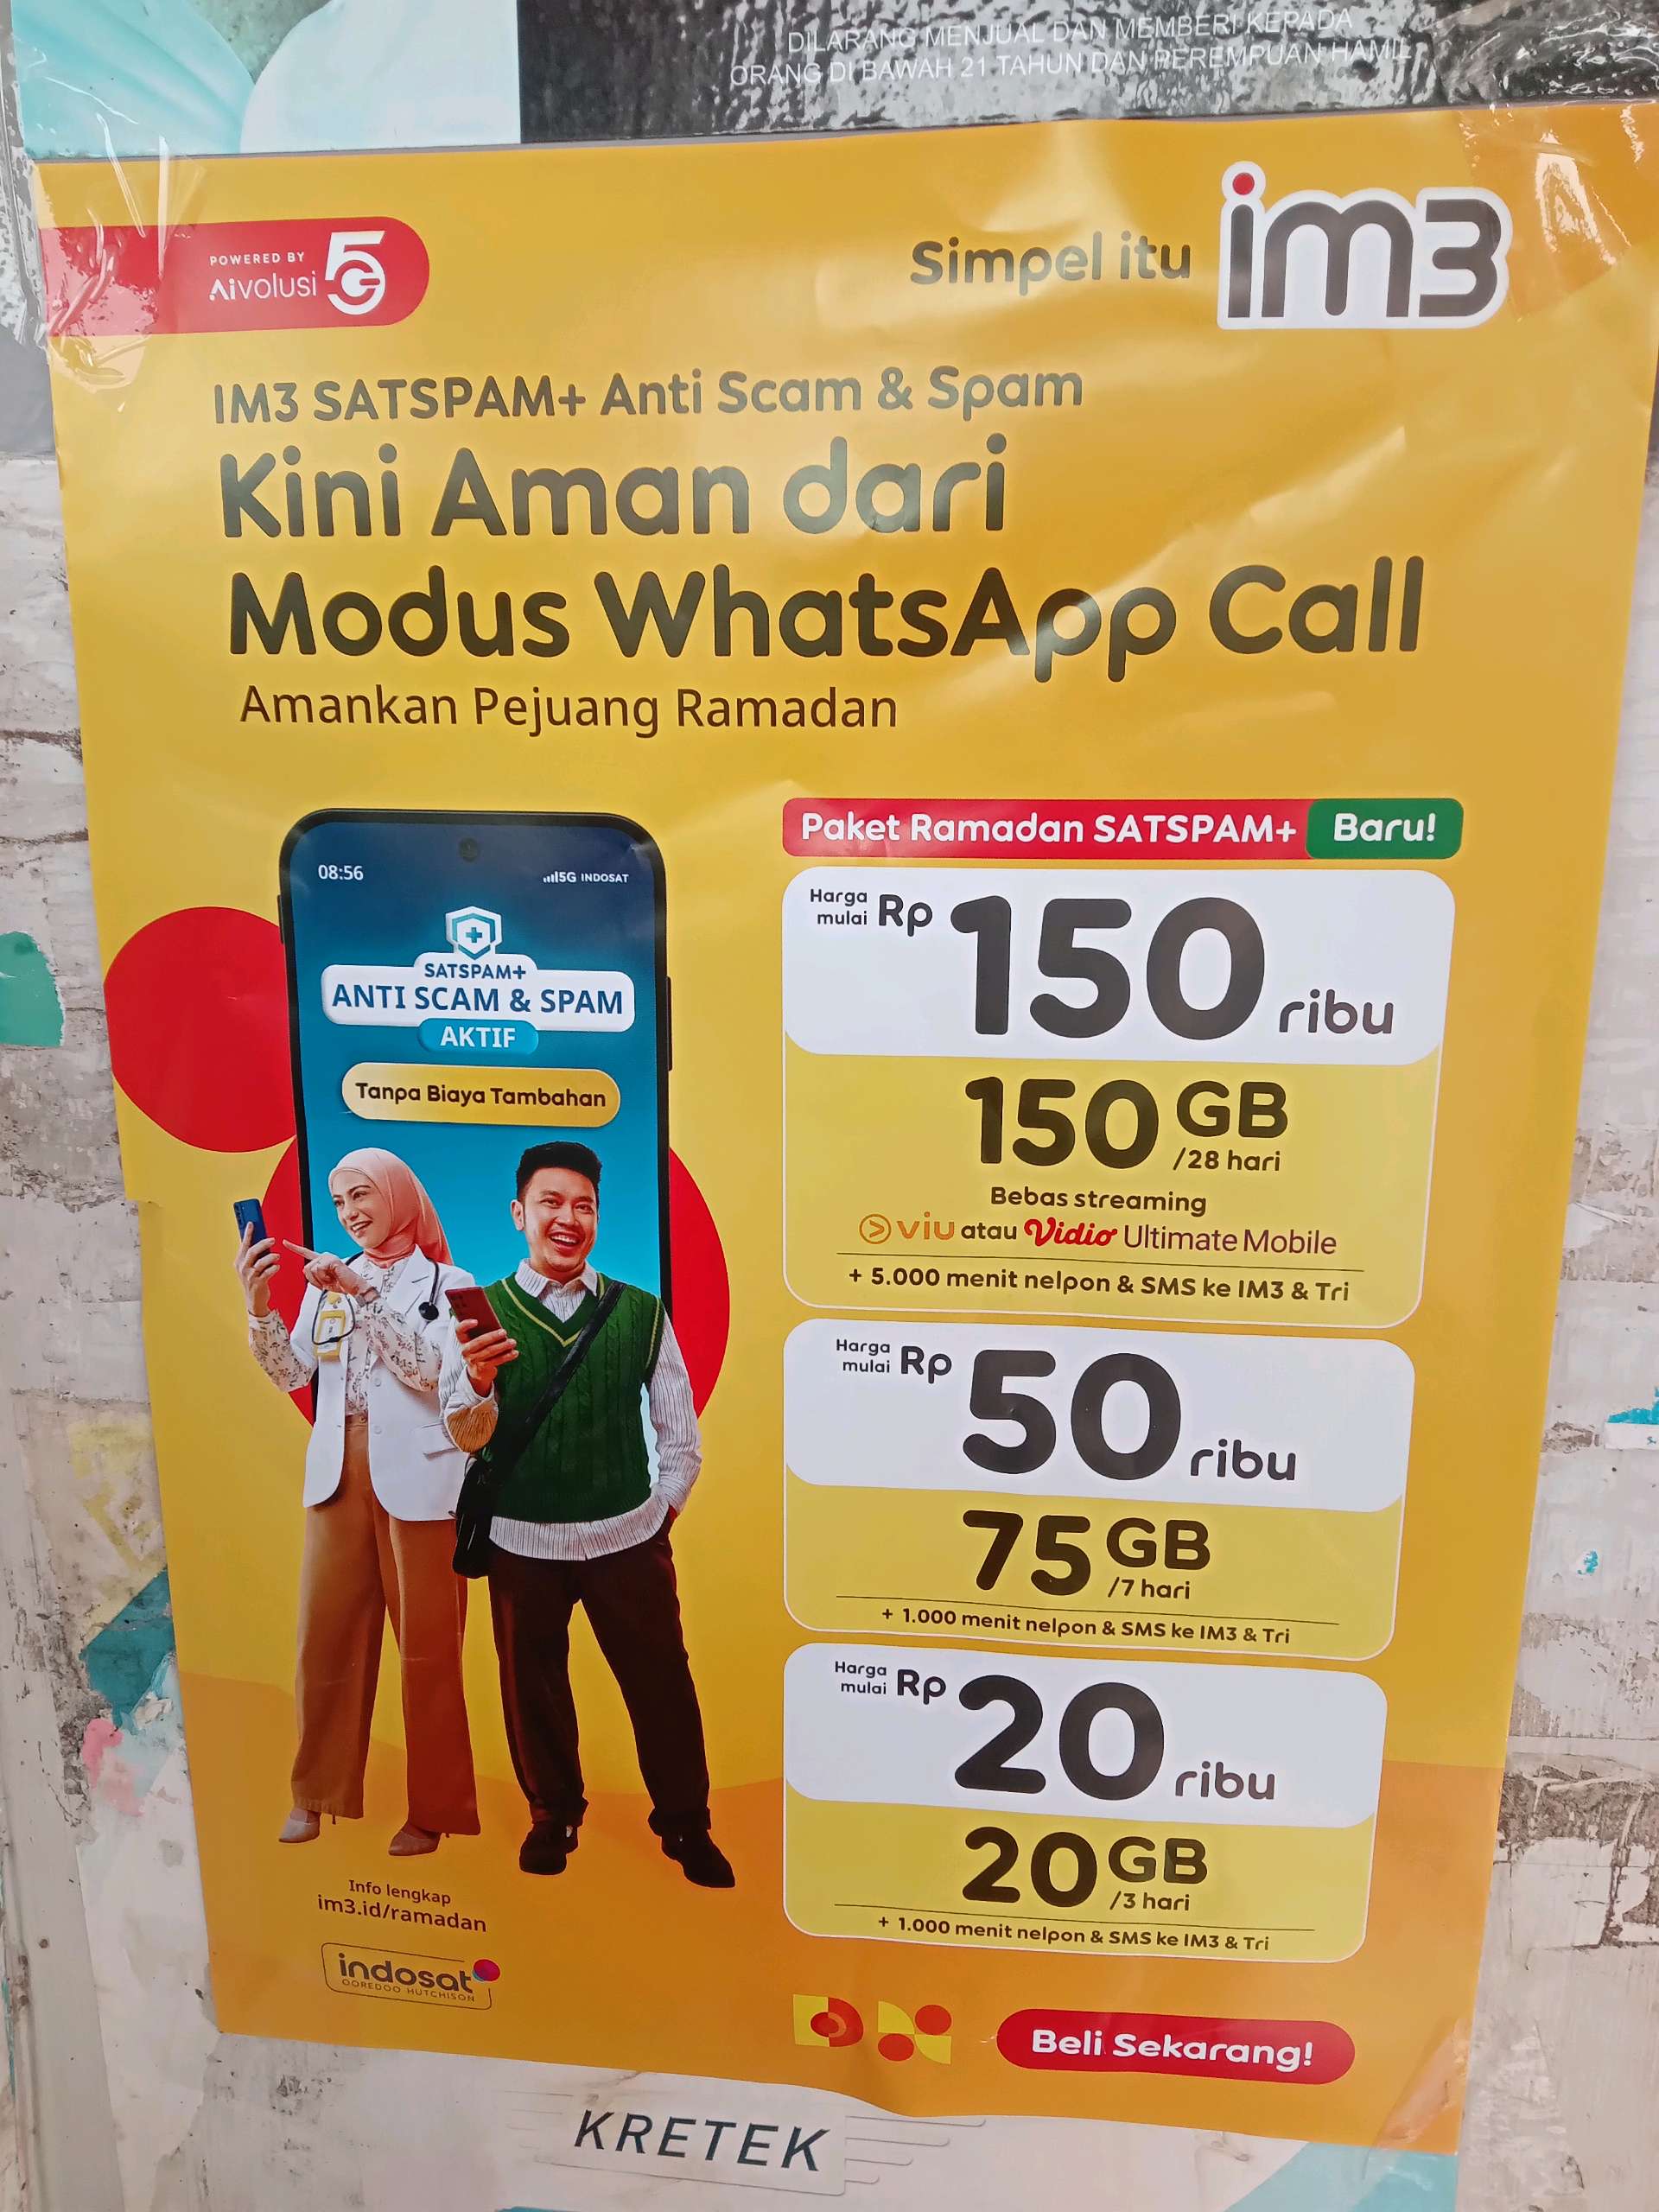 DILARANG MENJUAL DAN MEMBERI KEPADA
ORANG DI BAWAH 21 TAHUN DAN PEREMPUAN HAMIL
POWERED BY
AIvolusi 5G
Simpel itu im3
IM3 SATSPAM+ Anti Scam & Spam
Kini Aman dari
Modus WhatsApp Call
Amankan Pejuang Ramadan
08:56
5G INDOSAT
SATSPAM+
ANTI SCAM & SPAM
AKTIF
Tanpa Biaya Tambahan
Paket Ramadan SATSPAM+ Baru!
Harga mulai Rp 150 ribu
150 GB /28 hari
Bebas streaming
viu atau Vidio Ultimate Mobile
+ 5.000 menit nelpon & SMS ke IM3 & Tri
Harga mulai Rp 50 ribu
75 GB /7 hari
+ 1.000 menit nelpon & SMS ke IM3 & Tri
Harga mulai Rp 20 ribu
20 GB /3 hari
+ 1.000 menit nelpon & SMS ke IM3 & Tri
Info lengkap
im3.id/ramadan
indosat
OOREDOO HUTCHISON
Beli Sekarang!
KRETEK